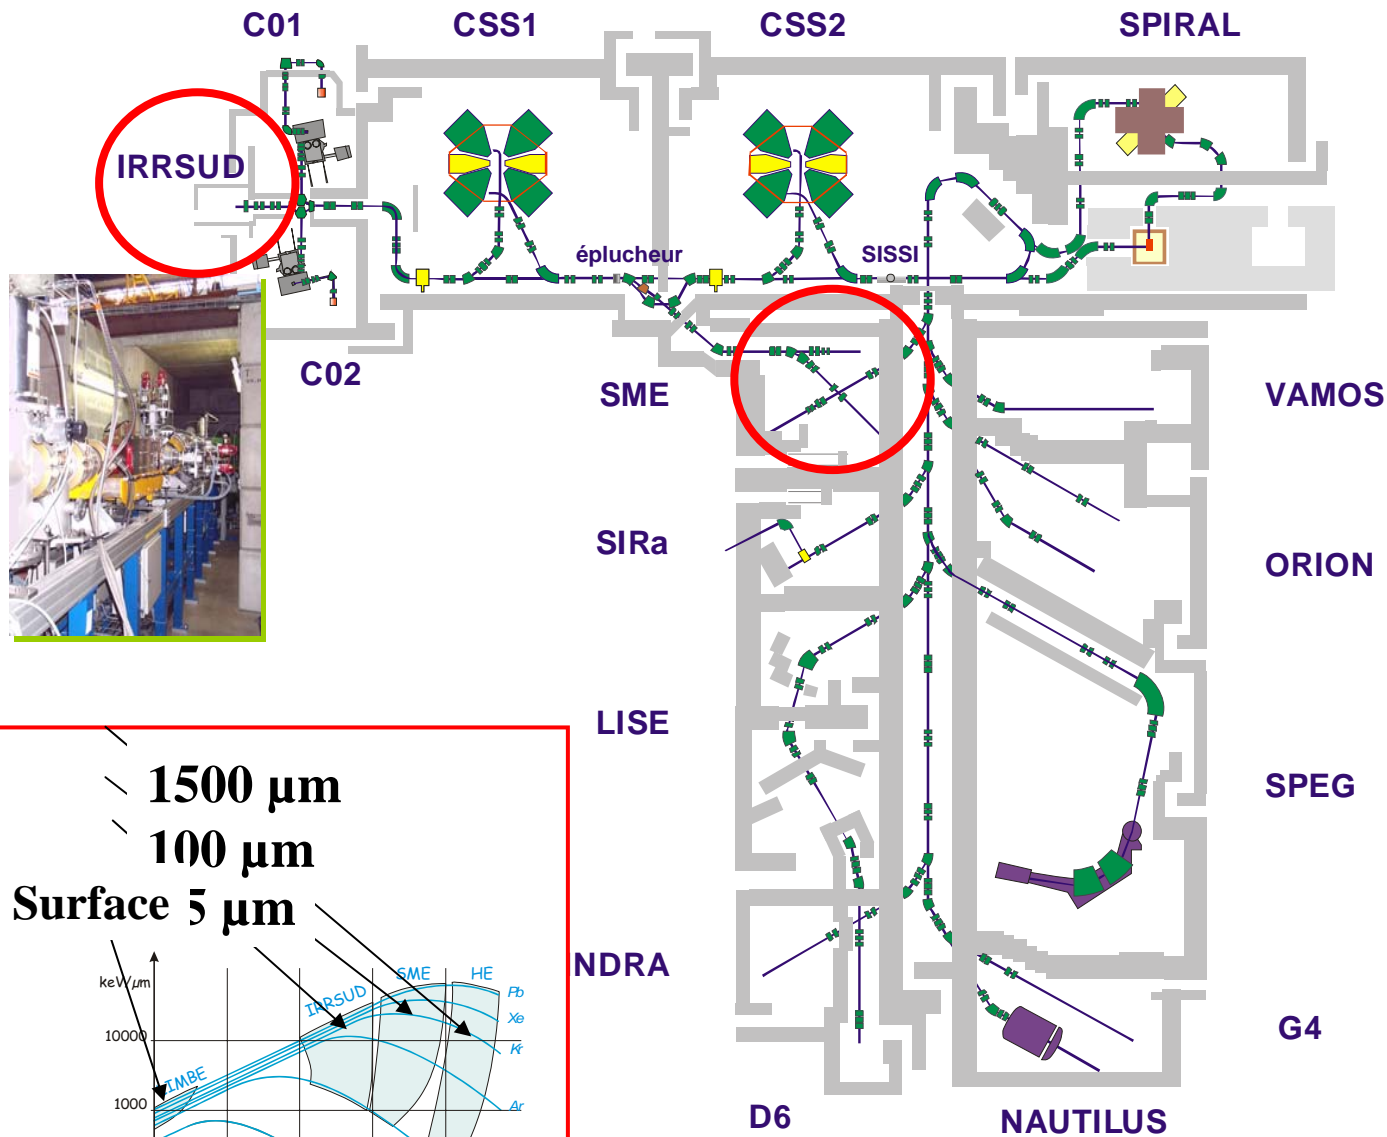 C01
CSS1
CSS2
SPIRAL
IRRSUD
éplucheur
SISSI
C02
SME
VAMOS
SIRa
ORION
LISE
SPEG
1500 µm
100 µm
Surface 5 µm
NDRA
keV/µm
IRRSUD
SME
HE
Pb
Xe
Kr
Ar
10000
1000
IMBE
G4
D6
NAUTILUS